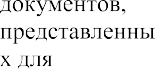 документов,
представленны
х для